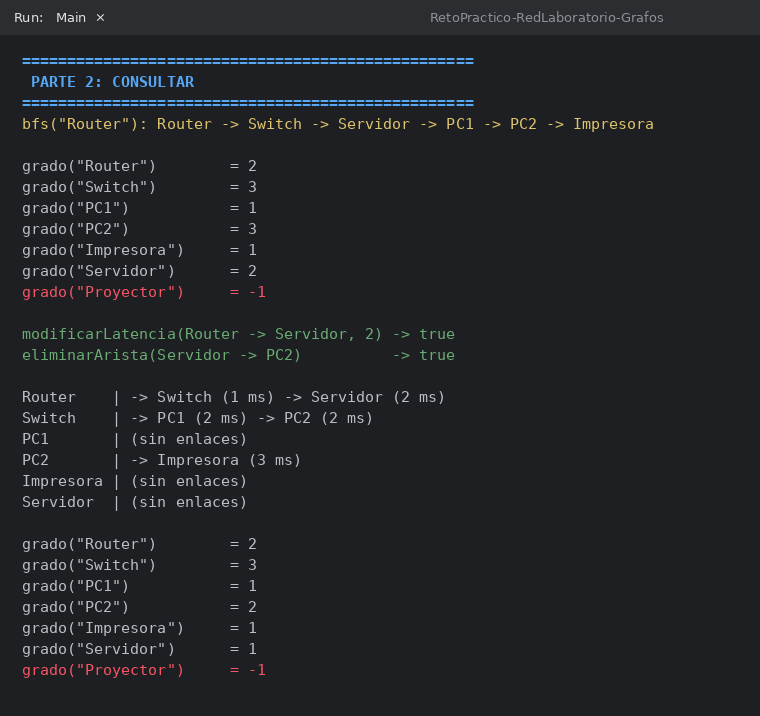 Run: Main × RetoPractico-RedLaboratorio-Grafos
==================================================
PARTE 2: CONSULTAR
==================================================
bfs("Router"): Router -> Switch -> Servidor -> PC1 -> PC2 -> Impresora
grado("Router") = 2
grado("Switch") = 3
grado("PC1") = 1
grado("PC2") = 3
grado("Impresora") = 1
grado("Servidor") = 2
grado("Proyector") = -1
modificarLatencia(Router -> Servidor, 2) -> true
eliminarArista(Servidor -> PC2) -> true
Router | -> Switch (1 ms) -> Servidor (2 ms)
Switch | -> PC1 (2 ms) -> PC2 (2 ms)
PC1 | (sin enlaces)
PC2 | -> Impresora (3 ms)
Impresora | (sin enlaces)
Servidor | (sin enlaces)
grado("Router") = 2
grado("Switch") = 3
grado("PC1") = 1
grado("PC2") = 2
grado("Impresora") = 1
grado("Servidor") = 1
grado("Proyector") = -1